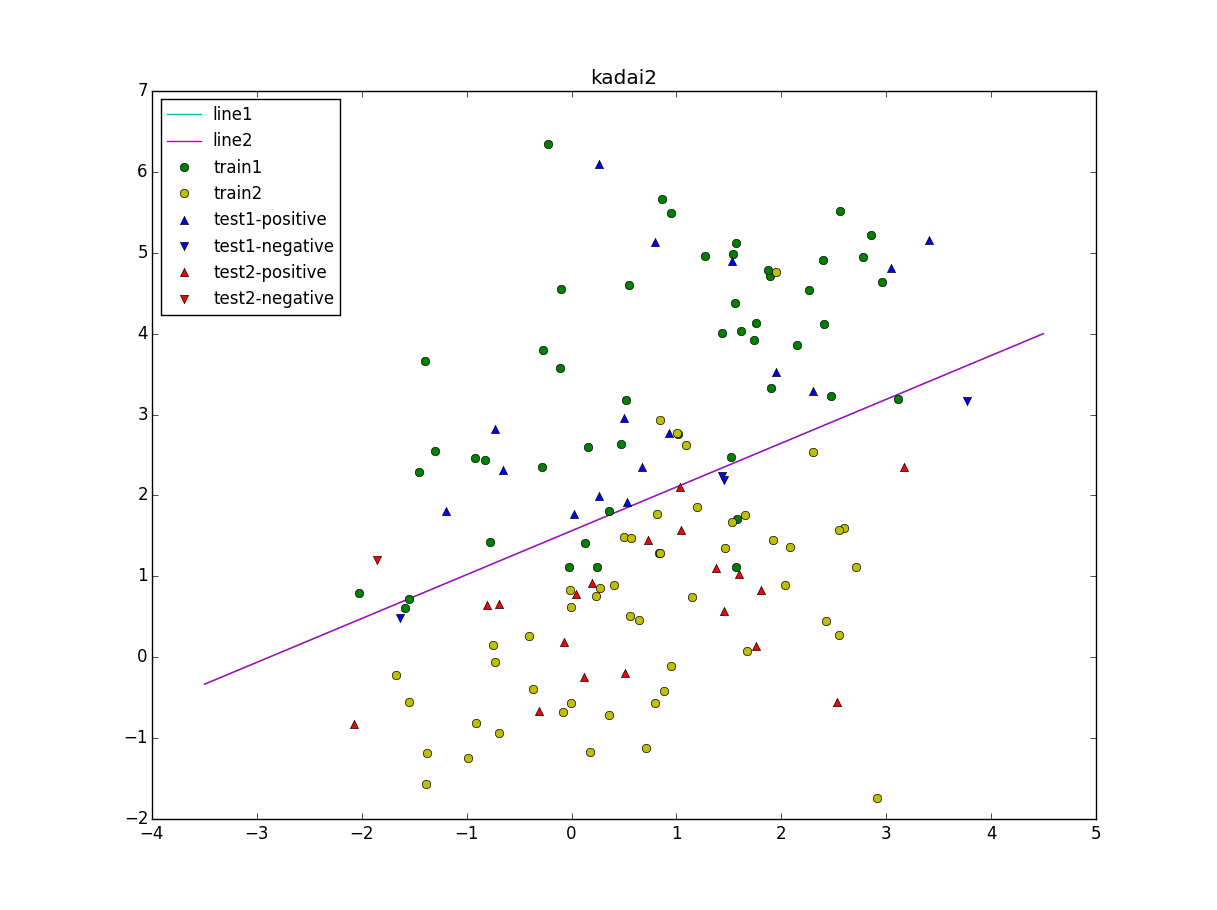 kadai2
7
line1
line2
train1
6
train2
test1-positive
test1-negative
5
test2-positive
test2-negative
4
3
2
1
0
−1
−2
−4 −3 −2 −1 0 1 2 3 4 5